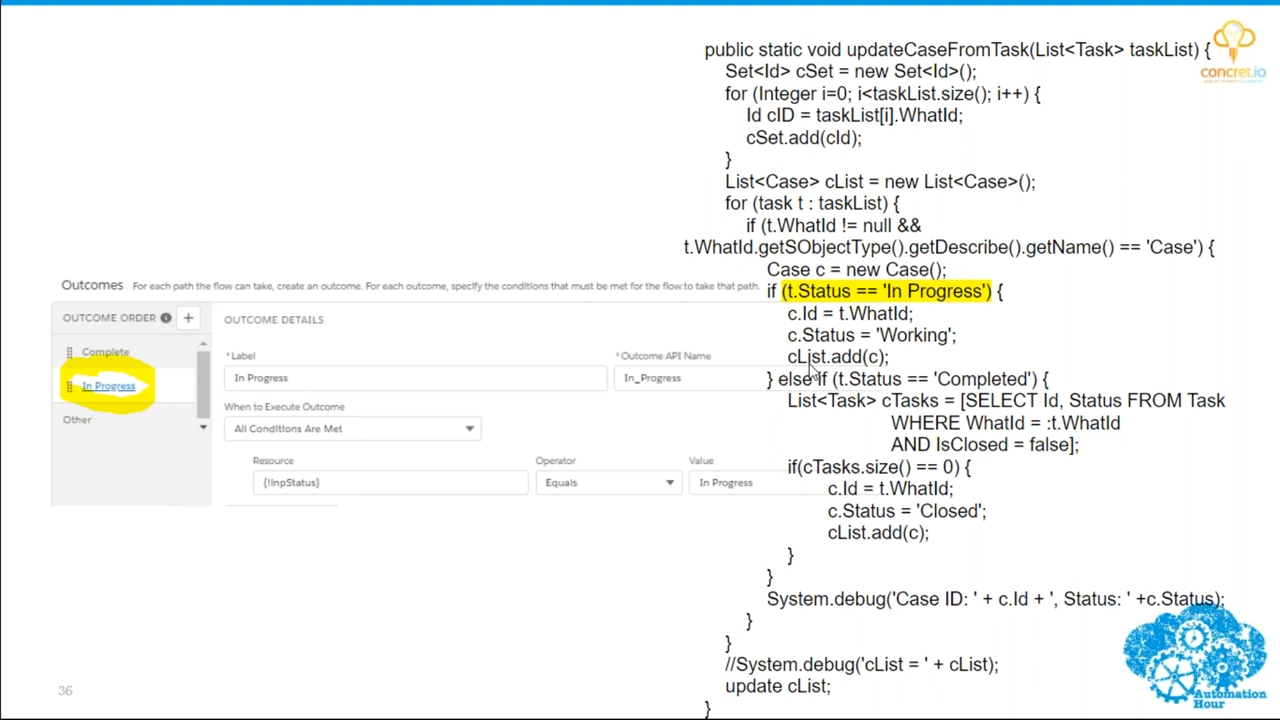 public static void updateCaseFromTask(List<Task> taskList) {
Set<Id> cSet = new Set<Id>();
for (Integer i=0; i<taskList.size(); i++) {
Id cID = taskList[i].WhatId;
cSet.add(cId);
}
List<Case> cList = new List<Case>();
for (task t : taskList) {
if (t.WhatId != null &&
t.WhatId.getSObjectType().getDescribe().getName() == 'Case') {
Case c = new Case();
if (t.Status == 'In Progress') {
c.Id = t.WhatId;
c.Status = 'Working';
cList.add(c);
} else if (t.Status == 'Completed') {
List<Task> cTasks = [SELECT Id, Status FROM Task
WHERE WhatId = :t.WhatId
AND IsClosed = false];
if(cTasks.size() == 0) {
c.Id = t.WhatId;
c.Status = 'Closed';
cList.add(c);
}
}
System.debug('Case ID: ' + c.Id + ', Status: ' +c.Status);
}
}
//System.debug('cList = ' + cList);
update cList;
}
concret.io
Outcomes For each path the flow can take, create an outcome. For each outcome, specify the conditions that must be met for the flow to take that path.
OUTCOME ORDER +
Complete
In Progress
Other
OUTCOME DETAILS
*Label
In Progress
*Outcome API Name
In_Progress
When to Execute Outcome
All Conditions Are Met
Resource Operator Value
{!InpStatus} Equals In Progress
36
Automation
Hour